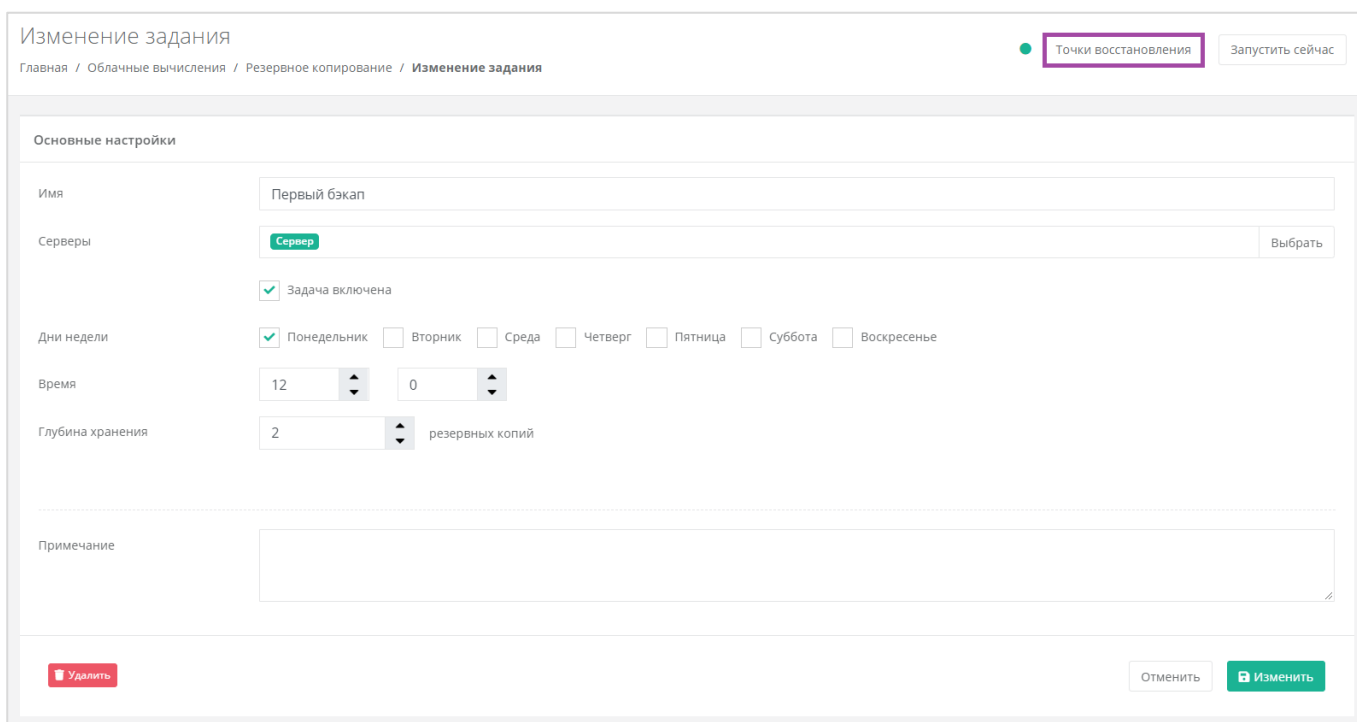 Изменение задания
Главная / Облачные вычисления / Резервное копирование / Изменение задания
Точки восстановления
Запустить сейчас
Основные настройки
Имя
Первый бэкап
Серверы
Сервер
Выбрать
Задача включена
Дни недели
Понедельник Вторник Среда Четверг Пятница Суббота Воскресенье
Время
12 0
Глубина хранения
2 резервных копий
Примечание
Удалить
Отменить
Изменить